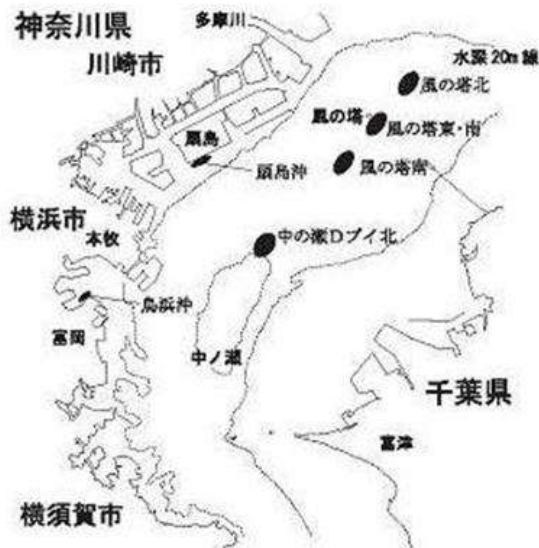 神奈川県
多摩川
川崎市
水深20m線
風の塔北
風の塔
風の塔東・南
扇島
扇島沖
風の塔南
横浜市
本牧
中の瀬Dブイ北
鳥浜沖
富岡
中ノ瀬
千葉県
富津
横須賀市